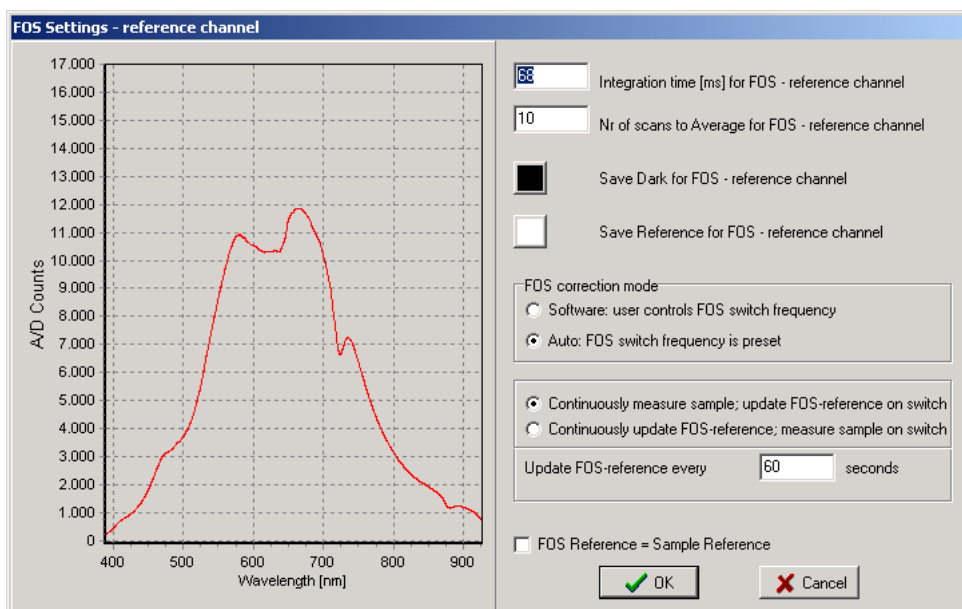 FOS Settings - reference channel
17.000
16.000
15.000
14.000
13.000
12.000
11.000
10.000
9.000
8.000
7.000
6.000
5.000
4.000
3.000
2.000
1.000
0
A/D Counts
400 500 600 700 800 900
Wavelength [nm]
68 Integration time [ms] for FOS - reference channel
10 Nr of scans to Average for FOS - reference channel
Save Dark for FOS - reference channel
Save Reference for FOS - reference channel
FOS correction mode
Software: user controls FOS switch frequency
Auto: FOS switch frequency is preset
Continuously measure sample; update FOS-reference on switch
Continuously update FOS-reference; measure sample on switch
Update FOS-reference every 60 seconds
FOS Reference = Sample Reference
OK Cancel